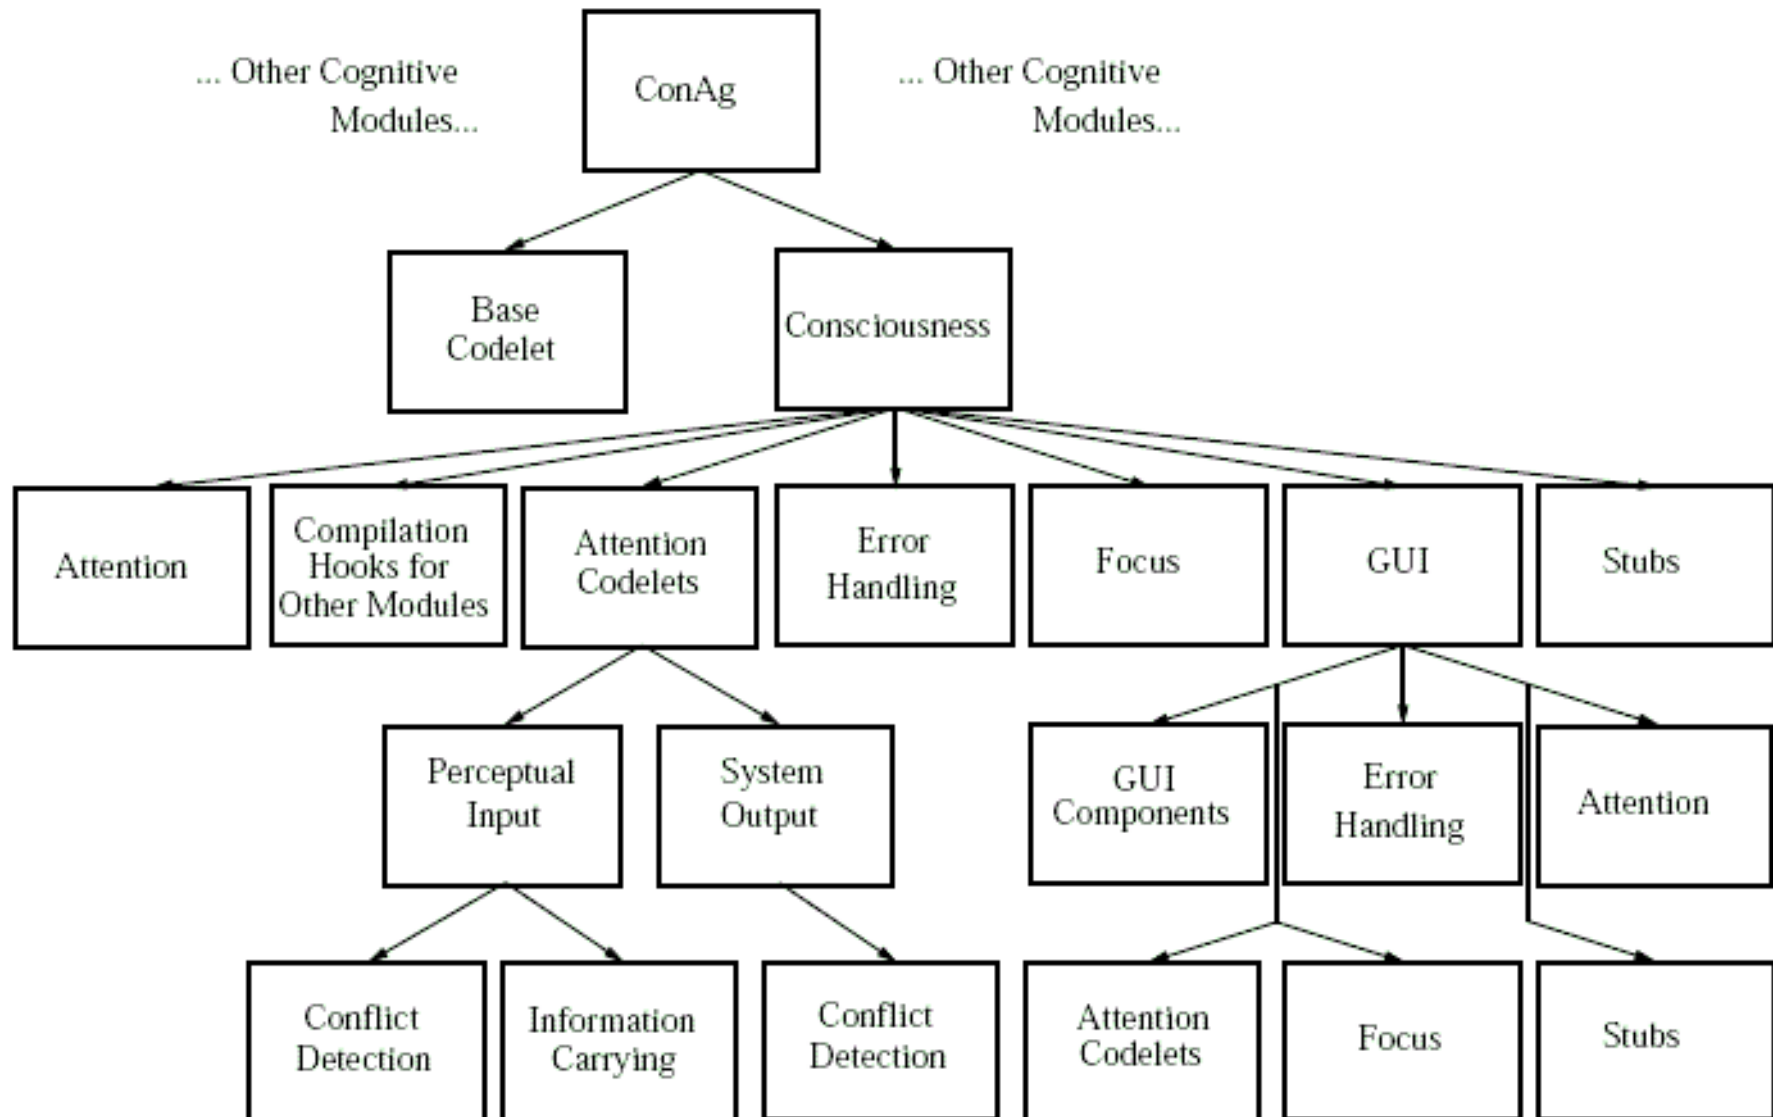 ... Other Cognitive
Modules...
ConAg
... Other Cognitive
Modules...
Base
Codelet
Consciousness
Attention
Compilation
Hooks for
Other Modules
Attention
Codelets
Error
Handling
Focus
GUI
Stubs
Perceptual
Input
System
Output
GUI
Components
Error
Handling
Attention
Conflict
Detection
Information
Carrying
Conflict
Detection
Attention
Codelets
Focus
Stubs